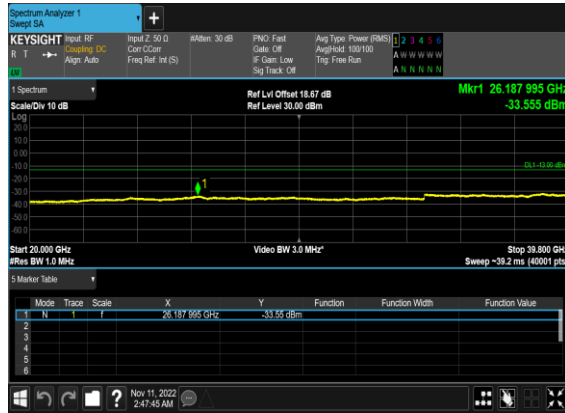 Spectrum Analyzer 1
Swept SA
+
KEYSIGHT Input: RF Input Z: 50 Ω #Atten: 30 dB PNO: Fast Avg Type: Power (RMS) 1 2 3 4 5 6
R T Coupling: DC Corr CCorr Gate: Off Avg|Hold: 100/100 A W W W W W
Align: Auto Freq Ref: Int (S) IF Gain: Low Trig: Free Run
Sig Track: Off A N N N N N
1 Spectrum
Ref Lvl Offset 18.67 dB Mkr1 26.187 995 GHz
Scale/Div 10 dB Ref Level 30.00 dBm -33.555 dBm
Log
20.0
10.0
0.00
-10.0
DL1 -13.00 dBm
-20.0
1
-30.0
-40.0
-50.0
-60.0
Start 20.000 GHz Video BW 3.0 MHz* Stop 39.800 GHz
#Res BW 1.0 MHz Sweep ~39.2 ms (40001 pts)
5 Marker Table
Mode Trace Scale X Y Function Function Width Function Value
1 N 1 f 26.187 995 GHz -33.55 dBm
2
3
4
5
6
? Nov 11, 2022
2:47:45 AM